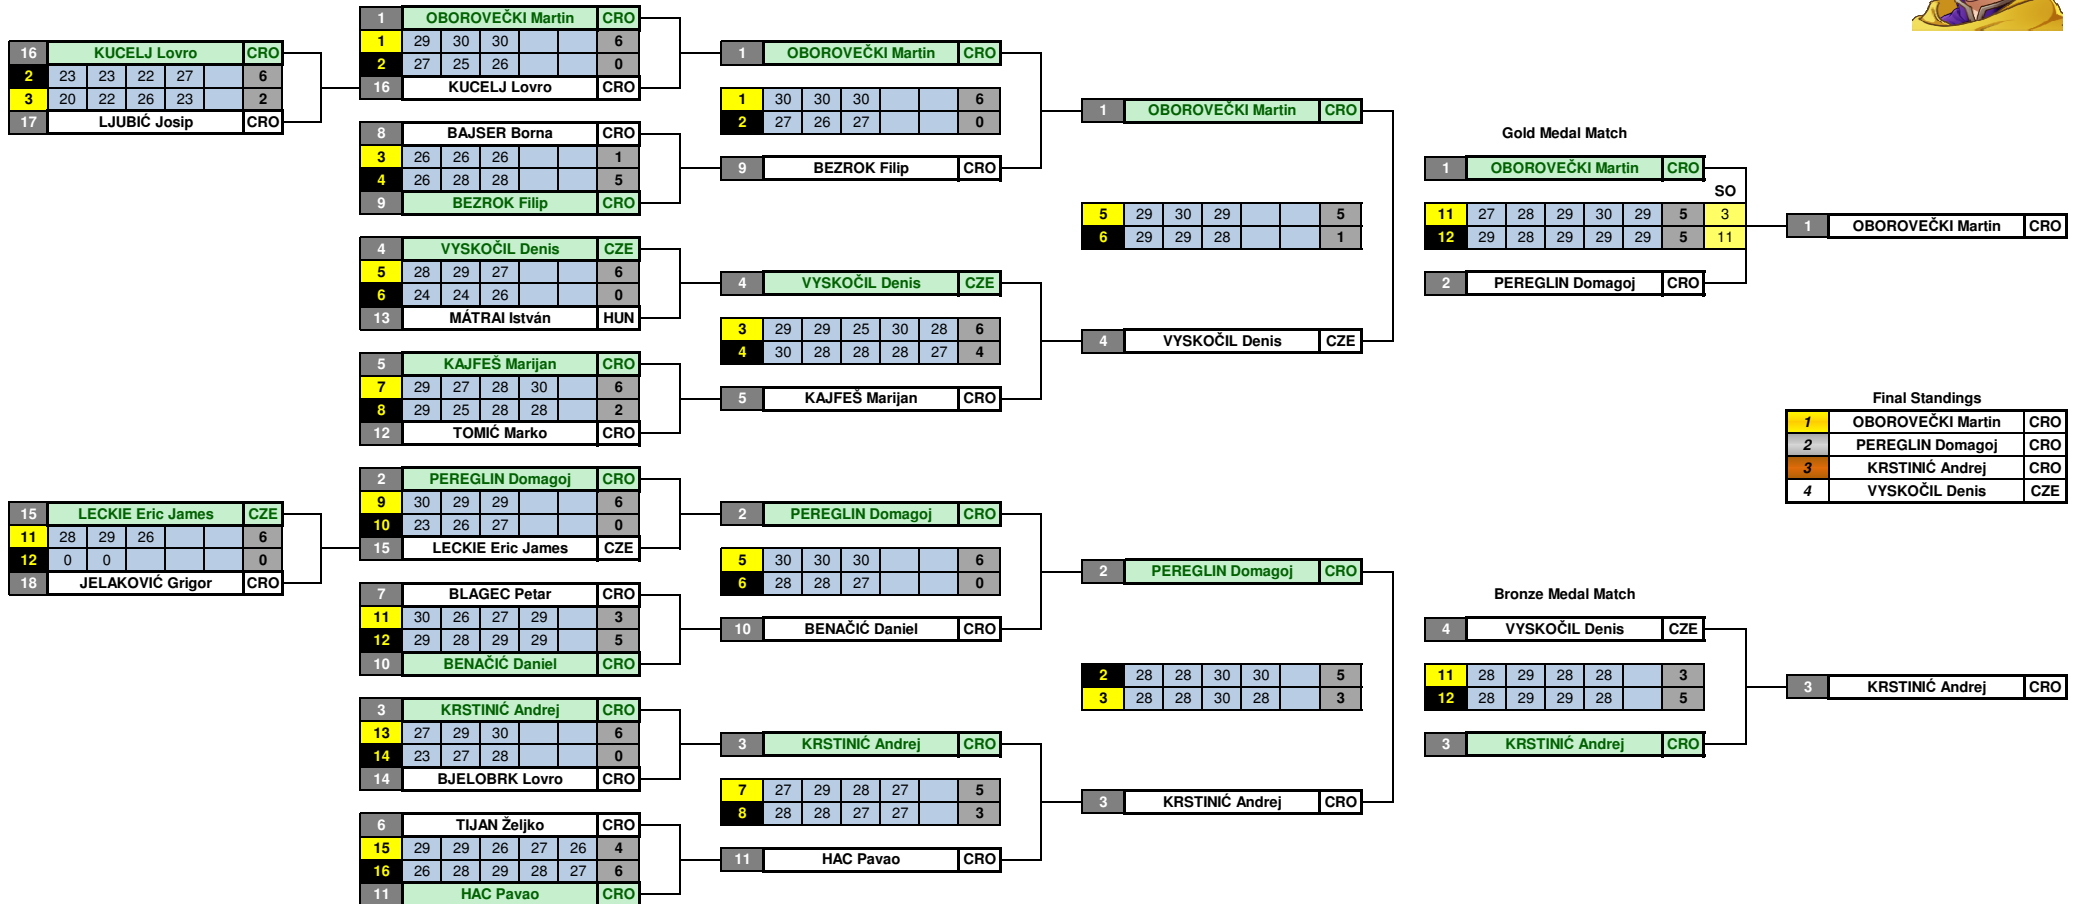 16 KUCELJ Lovro CRO
2 23 23 22 27 6
3 20 22 26 23 2
17 LJUBIĆ Josip CRO
15 LECKIE Eric James CZE
11 28 29 26 6
12 0 0 0
18 JELAKOVIĆ Grigor CRO
1 OBOROVEČKI Martin CRO
1 29 30 30 6
2 27 25 26 0
16 KUCELJ Lovro CRO
8 BAJSER Borna CRO
3 26 26 26 1
4 26 28 28 5
9 BEZROK Filip CRO
4 VYSKOČIL Denis CZE
5 28 29 27 6
6 24 24 26 0
13 MÁTRAI István HUN
5 KAJFEŠ Marijan CRO
7 29 27 28 30 6
8 29 25 28 28 2
12 TOMIĆ Marko CRO
2 PEREGLIN Domagoj CRO
9 30 29 29 6
10 23 26 27 0
15 LECKIE Eric James CZE
7 BLAGEC Petar CRO
11 30 26 27 29 3
12 29 28 29 29 5
10 BENAČIĆ Daniel CRO
3 KRSTINIĆ Andrej CRO
13 27 29 30 6
14 23 27 28 0
14 BJELOBRK Lovro CRO
6 TIJAN Željko CRO
15 29 29 26 27 26 4
16 26 28 29 28 27 6
11 HAC Pavao CRO
1 OBOROVEČKI Martin CRO
1 30 30 30 6
2 27 26 27 0
9 BEZROK Filip CRO
4 VYSKOČIL Denis CZE
3 29 29 25 30 28 6
4 30 28 28 28 27 4
5 KAJFEŠ Marijan CRO
2 PEREGLIN Domagoj CRO
5 30 30 30 6
6 28 28 27 0
10 BENAČIĆ Daniel CRO
3 KRSTINIĆ Andrej CRO
7 27 29 28 27 5
8 28 28 27 27 3
11 HAC Pavao CRO
1 OBOROVEČKI Martin CRO
5 29 30 29 5
6 29 29 28 1
4 VYSKOČIL Denis CZE
2 PEREGLIN Domagoj CRO
2 28 28 30 30 5
3 28 28 30 28 3
3 KRSTINIĆ Andrej CRO
Gold Medal Match
1 OBOROVEČKI Martin CRO
SO
11 27 28 29 30 29 5 3
12 29 28 29 29 29 5 11
2 PEREGLIN Domagoj CRO
1 OBOROVEČKI Martin CRO
Bronze Medal Match
4 VYSKOČIL Denis CZE
11 28 29 28 28 3
12 28 29 29 28 5
3 KRSTINIĆ Andrej CRO
3 KRSTINIĆ Andrej CRO
Final Standings
1 OBOROVEČKI Martin CRO
2 PEREGLIN Domagoj CRO
3 KRSTINIĆ Andrej CRO
4 VYSKOČIL Denis CZE